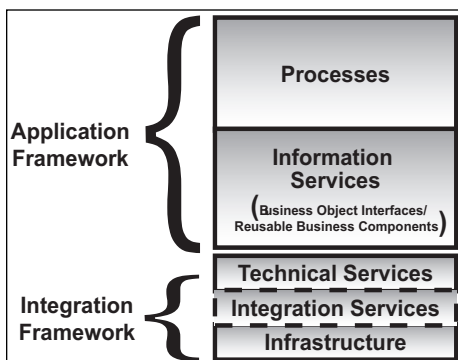 Processes
Application
Framework
Information
Services
(Business Object Interfaces/
Reusable Business Components)
Technical Services
Integration
Framework
Integration Services
Infrastructure